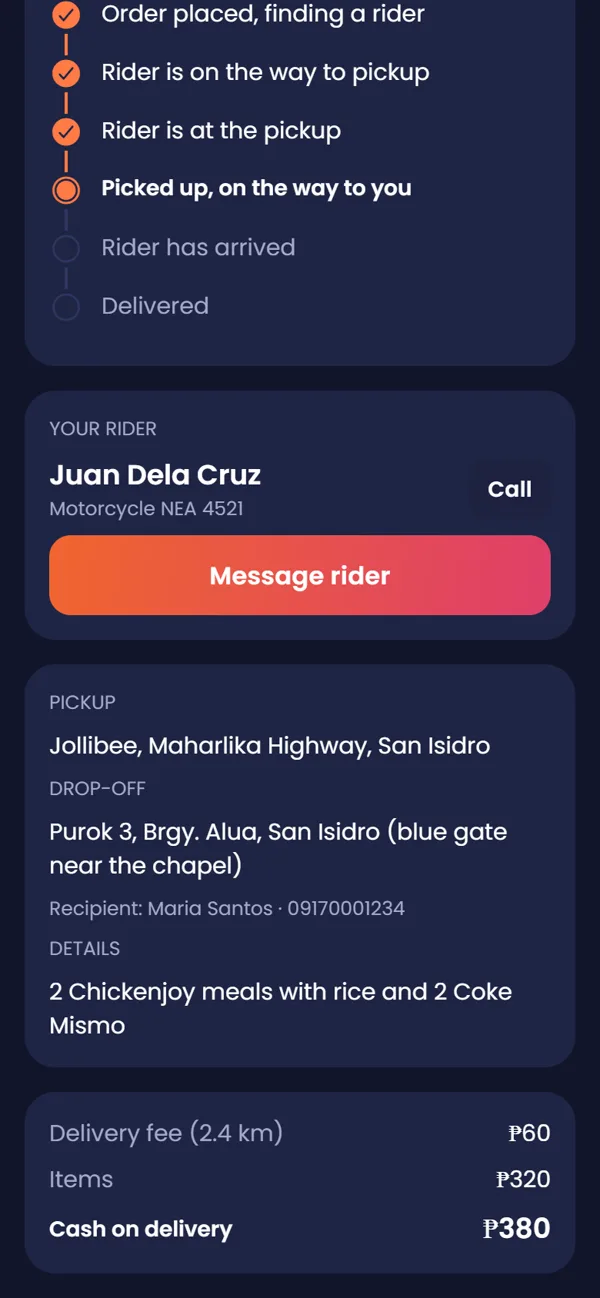 Order placed, finding a rider
Rider is on the way to pickup
Rider is at the pickup
Picked up, on the way to you
Rider has arrived
Delivered
YOUR RIDER
Juan Dela Cruz
Motorcycle NEA 4521
Call
Message rider
PICKUP
Jollibee, Maharlika Highway, San Isidro
DROP-OFF
Purok 3, Brgy. Alua, San Isidro (blue gate
near the chapel)
Recipient: Maria Santos · 09170001234
DETAILS
2 Chickenjoy meals with rice and 2 Coke
Mismo
Delivery fee (2.4 km) ₱60
Items ₱320
Cash on delivery ₱380